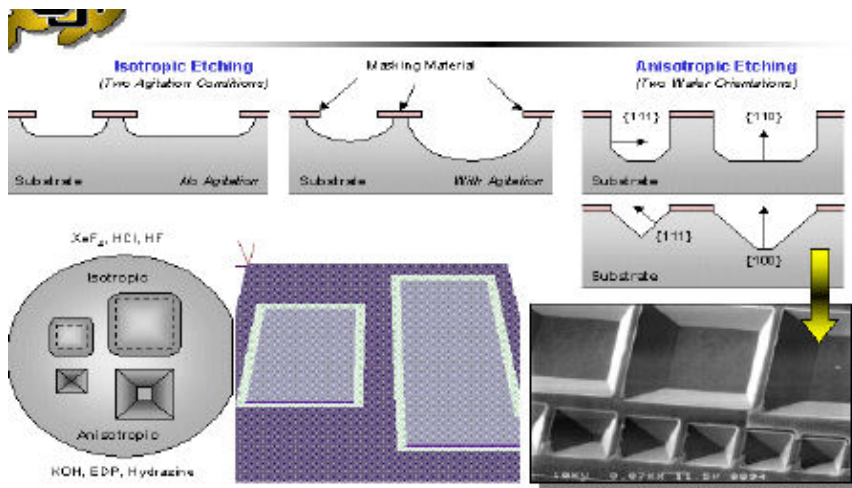 Isotropic Etching
(Two Agitation Conditions)
Masking Material
Anisotropic Etching
(Two Wafer Orientations)
Substrate
No Agitation
Substrate
With Agitation
{111}
{110}
Substrate
{111}
{100}
Substrate
XeF2, HCl, HF
Isotropic
Anisotropic
KOH, EDP, Hydrazine